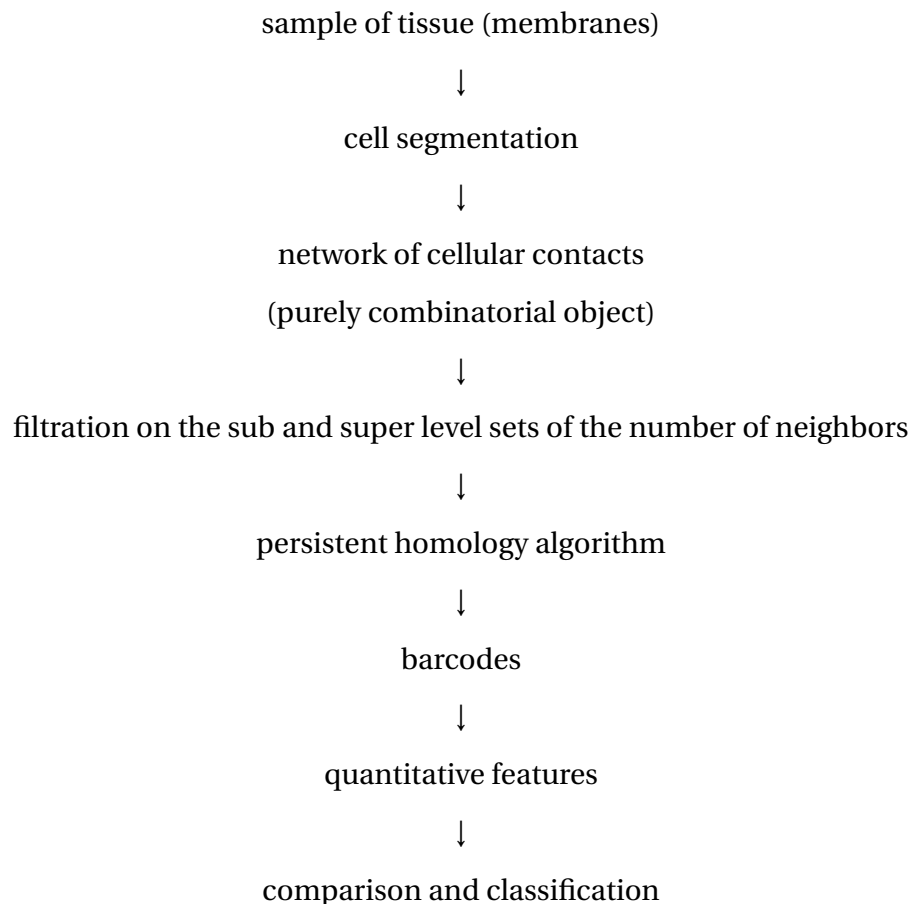 sample of tissue (membranes)
↓
cell segmentation
↓
network of cellular contacts
(purely combinatorial object)
↓
filtration on the sub and super level sets of the number of neighbors
↓
persistent homology algorithm
↓
barcodes
↓
quantitative features
↓
comparison and classification